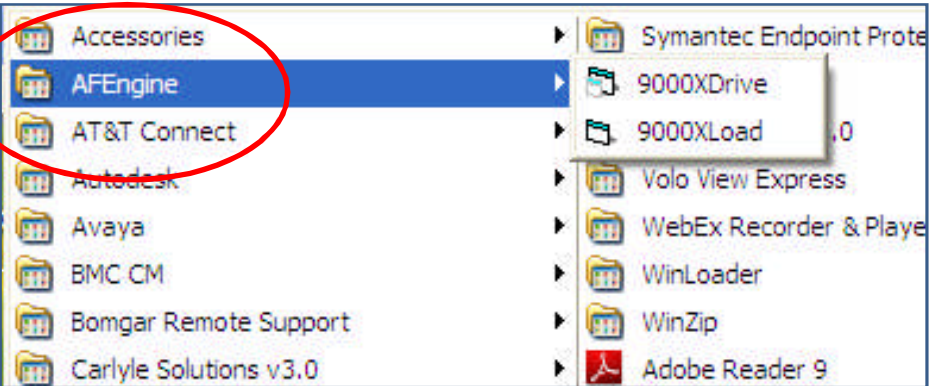 Accessories
AFEngine
AT&T Connect
Autodesk
Avaya
BMC CM
Bomgar Remote Support
Carlyle Solutions v3.0
Symantec Endpoint Prote
9000XDrive
9000XLoad
.0
Volo View Express
WebEx Recorder & Playe
WinLoader
WinZip
Adobe Reader 9